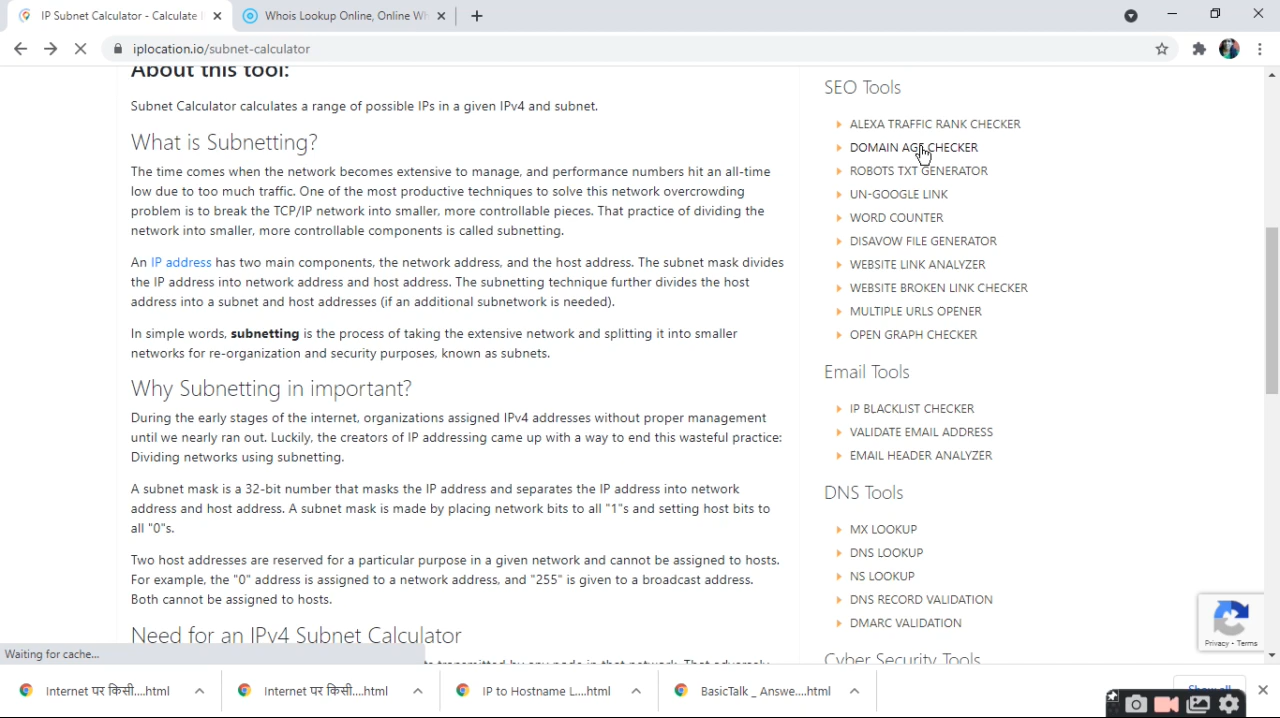 IP Subnet Calculator - Calculate
Whois Lookup Online, Online Wh
iplocation.io/subnet-calculator
About this tool:
Subnet Calculator calculates a range of possible IPs in a given IPv4 and subnet.
What is Subnetting?
The time comes when the network becomes extensive to manage, and performance numbers hit an all-time
low due to too much traffic. One of the most productive techniques to solve this network overcrowding
problem is to break the TCP/IP network into smaller, more controllable pieces. That practice of dividing the
network into smaller, more controllable components is called subnetting.
An IP address has two main components, the network address, and the host address. The subnet mask divides
the IP address into network address and host address. The subnetting technique further divides the host
address into a subnet and host addresses (if an additional subnetwork is needed).
In simple words, subnetting is the process of taking the extensive network and splitting it into smaller
networks for re-organization and security purposes, known as subnets.
Why Subnetting in important?
During the early stages of the internet, organizations assigned IPv4 addresses without proper management
until we nearly ran out. Luckily, the creators of IP addressing came up with a way to end this wasteful practice:
Dividing networks using subnetting.
A subnet mask is a 32-bit number that masks the IP address and separates the IP address into network
address and host address. A subnet mask is made by placing network bits to all "1"s and setting host bits to
all "0"s.
Two host addresses are reserved for a particular purpose in a given network and cannot be assigned to hosts.
For example, the "0" address is assigned to a network address, and "255" is given to a broadcast address.
Both cannot be assigned to hosts.
Need for an IPv4 Subnet Calculator
ts transmitted by any node in that network. That adversely
SEO Tools
ALEXA TRAFFIC RANK CHECKER
DOMAIN AGE CHECKER
ROBOTS TXT GENERATOR
UN-GOOGLE LINK
WORD COUNTER
DISAVOW FILE GENERATOR
WEBSITE LINK ANALYZER
WEBSITE BROKEN LINK CHECKER
MULTIPLE URLS OPENER
OPEN GRAPH CHECKER
Email Tools
IP BLACKLIST CHECKER
VALIDATE EMAIL ADDRESS
EMAIL HEADER ANALYZER
DNS Tools
MX LOOKUP
DNS LOOKUP
NS LOOKUP
DNS RECORD VALIDATION
DMARC VALIDATION
Cyber Security Tools
Privacy - Terms
Waiting for cache...
Internet पर किसी....html
Internet पर किसी....html
IP to Hostname L....html
BasicTalk _ Answe....html
Show all